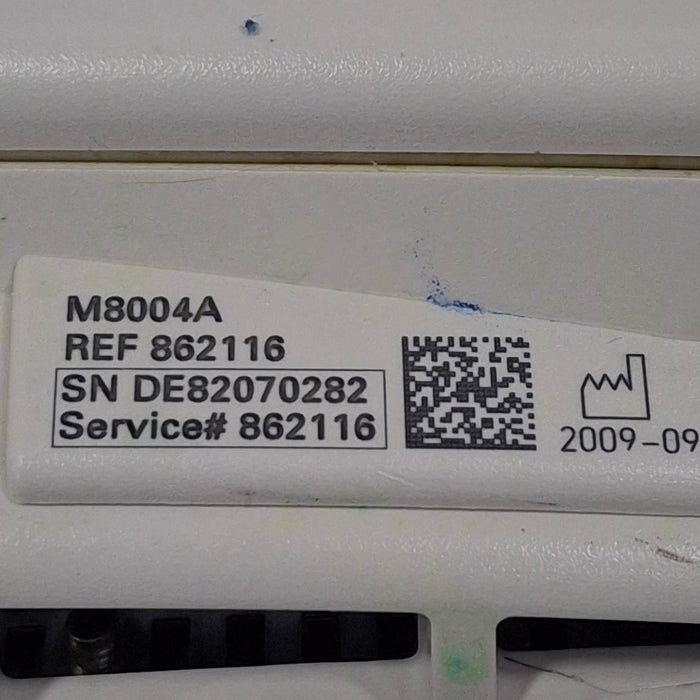 M8004A
REF 862116
SN DE82070282
Service# 862116
2009-09